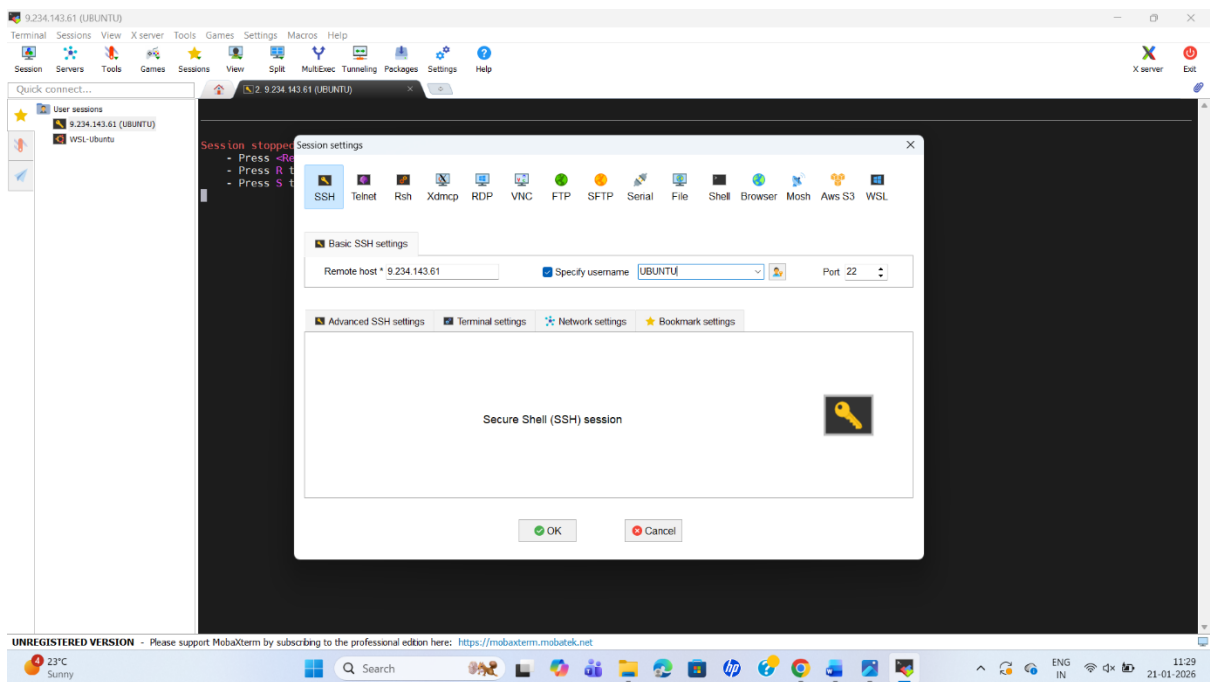 9.234.143.61 (UBUNTU)
Terminal Sessions View X server Tools Games Settings Macros Help
Session Servers Tools Games Sessions View Split MultiExec Tunneling Packages Settings Help X server Exit
Quick connect...
2. 9.234.143.61 (UBUNTU)
User sessions
9.234.143.61 (UBUNTU)
WSL-Ubuntu
Session stopped
- Press <Re
- Press R t
- Press S t
Session settings
SSH Telnet Rsh Xdmcp RDP VNC FTP SFTP Serial File Shell Browser Mosh Aws S3 WSL
Basic SSH settings
Remote host * 9.234.143.61 Specify username UBUNTU Port 22
Advanced SSH settings Terminal settings Network settings Bookmark settings
Secure Shell (SSH) session
OK Cancel
UNREGISTERED VERSION - Please support MobaXterm by subscribing to the professional edition here: https://mobaxterm.mobatek.net
4 23°C
Sunny
Search
ENG
IN
11:29
21-01-2026